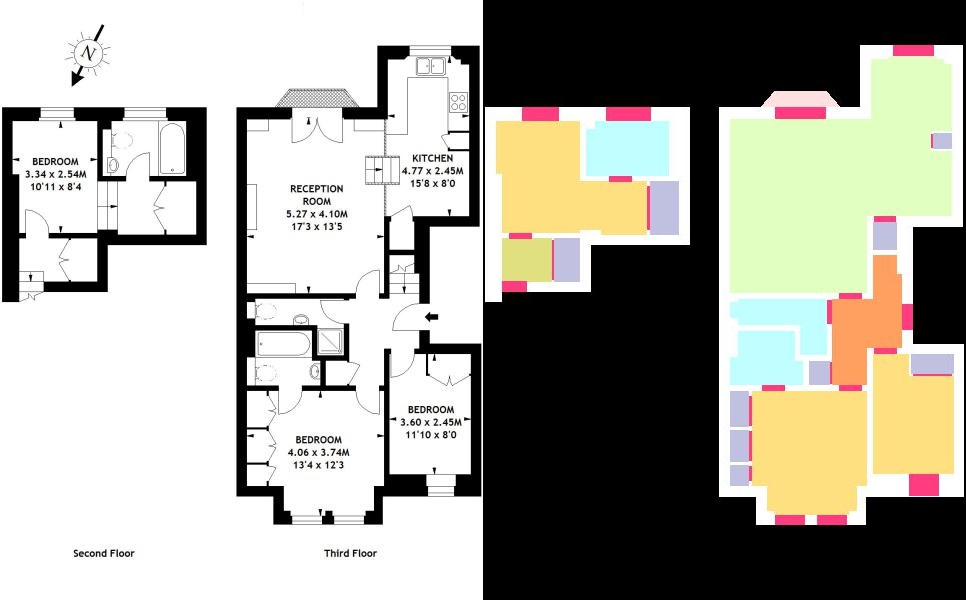 N
BEDROOM
3.34 x 2.54M
10'11 x 8'4
KITCHEN
4.77 x 2.45M
15'8 x 8'0
RECEPTION
ROOM
5.27 x 4.10M
17'3 x 13'5
BEDROOM
3.60 x 2.45M
11'10 x 8'0
BEDROOM
4.06 x 3.74M
13'4 x 12'3
Second Floor
Third Floor